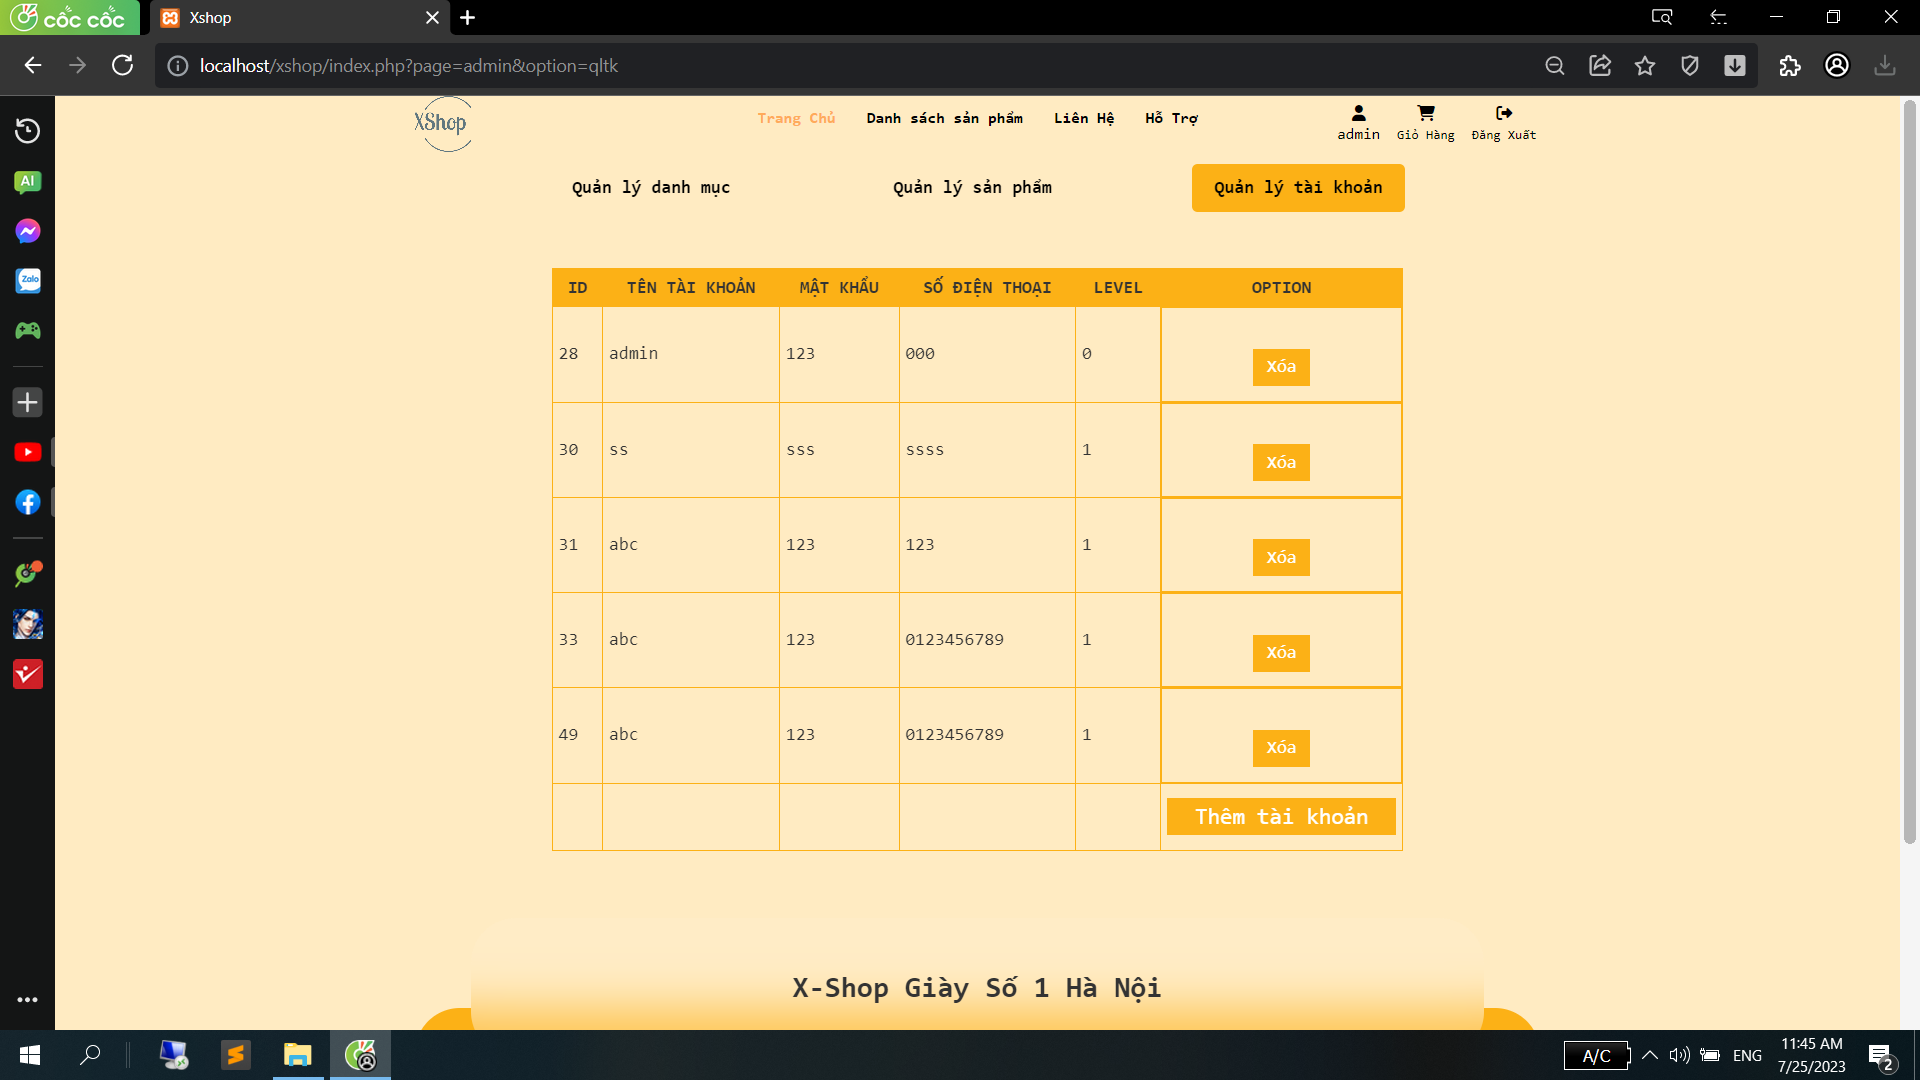 cốc cốc
Xshop
localhost/xshop/index.php?page=admin&option=qltk
AI
Zalo
XShop
Trang Chủ
Danh sách sản phẩm
Liên Hệ
Hỗ Trợ
admin
Giỏ Hàng
Đăng Xuất
Quản lý danh mục
Quản lý sản phẩm
Quản lý tài khoản
ID TÊN TÀI KHOẢN MẬT KHẨU SỐ ĐIỆN THOẠI LEVEL OPTION
28 admin 123 000 0 Xóa
30 ss sss ssss 1 Xóa
31 abc 123 123 1 Xóa
33 abc 123 0123456789 1 Xóa
49 abc 123 0123456789 1 Xóa
Thêm tài khoản
X-Shop Giày Số 1 Hà Nội
A/C
ENG
11:45 AM
7/25/2023
2